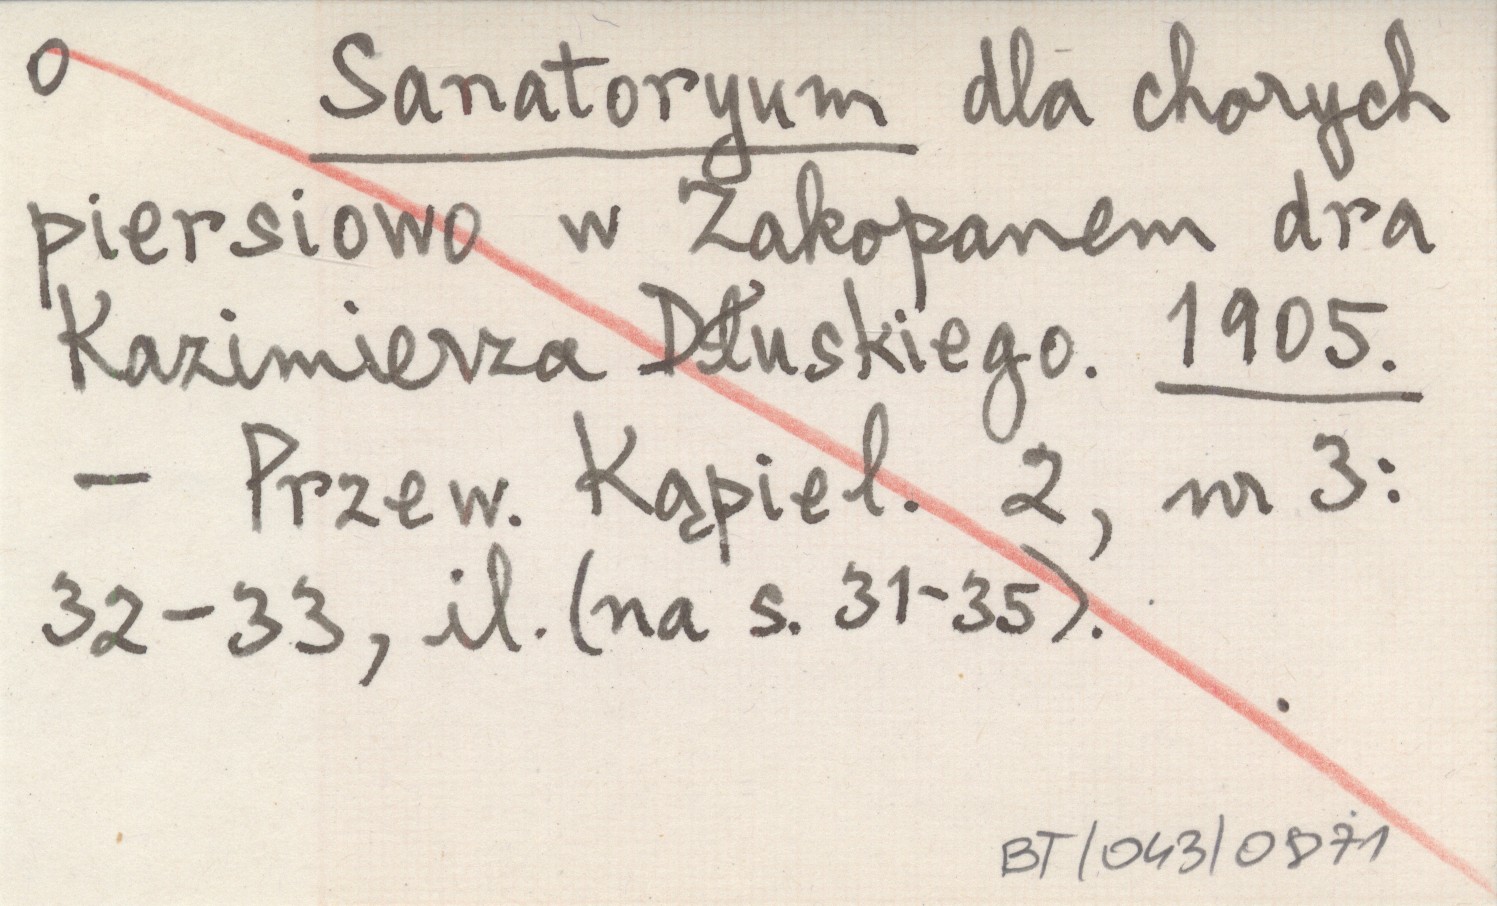 o Sanatoryum dla chorych
piersiowo w Zakopanem dra
Kazimierza Dłuskiego. 1905.
- Przew. Kąpiel. 2, nr 3:
32-33, il. (na s. 31-35).
BT/043/0871